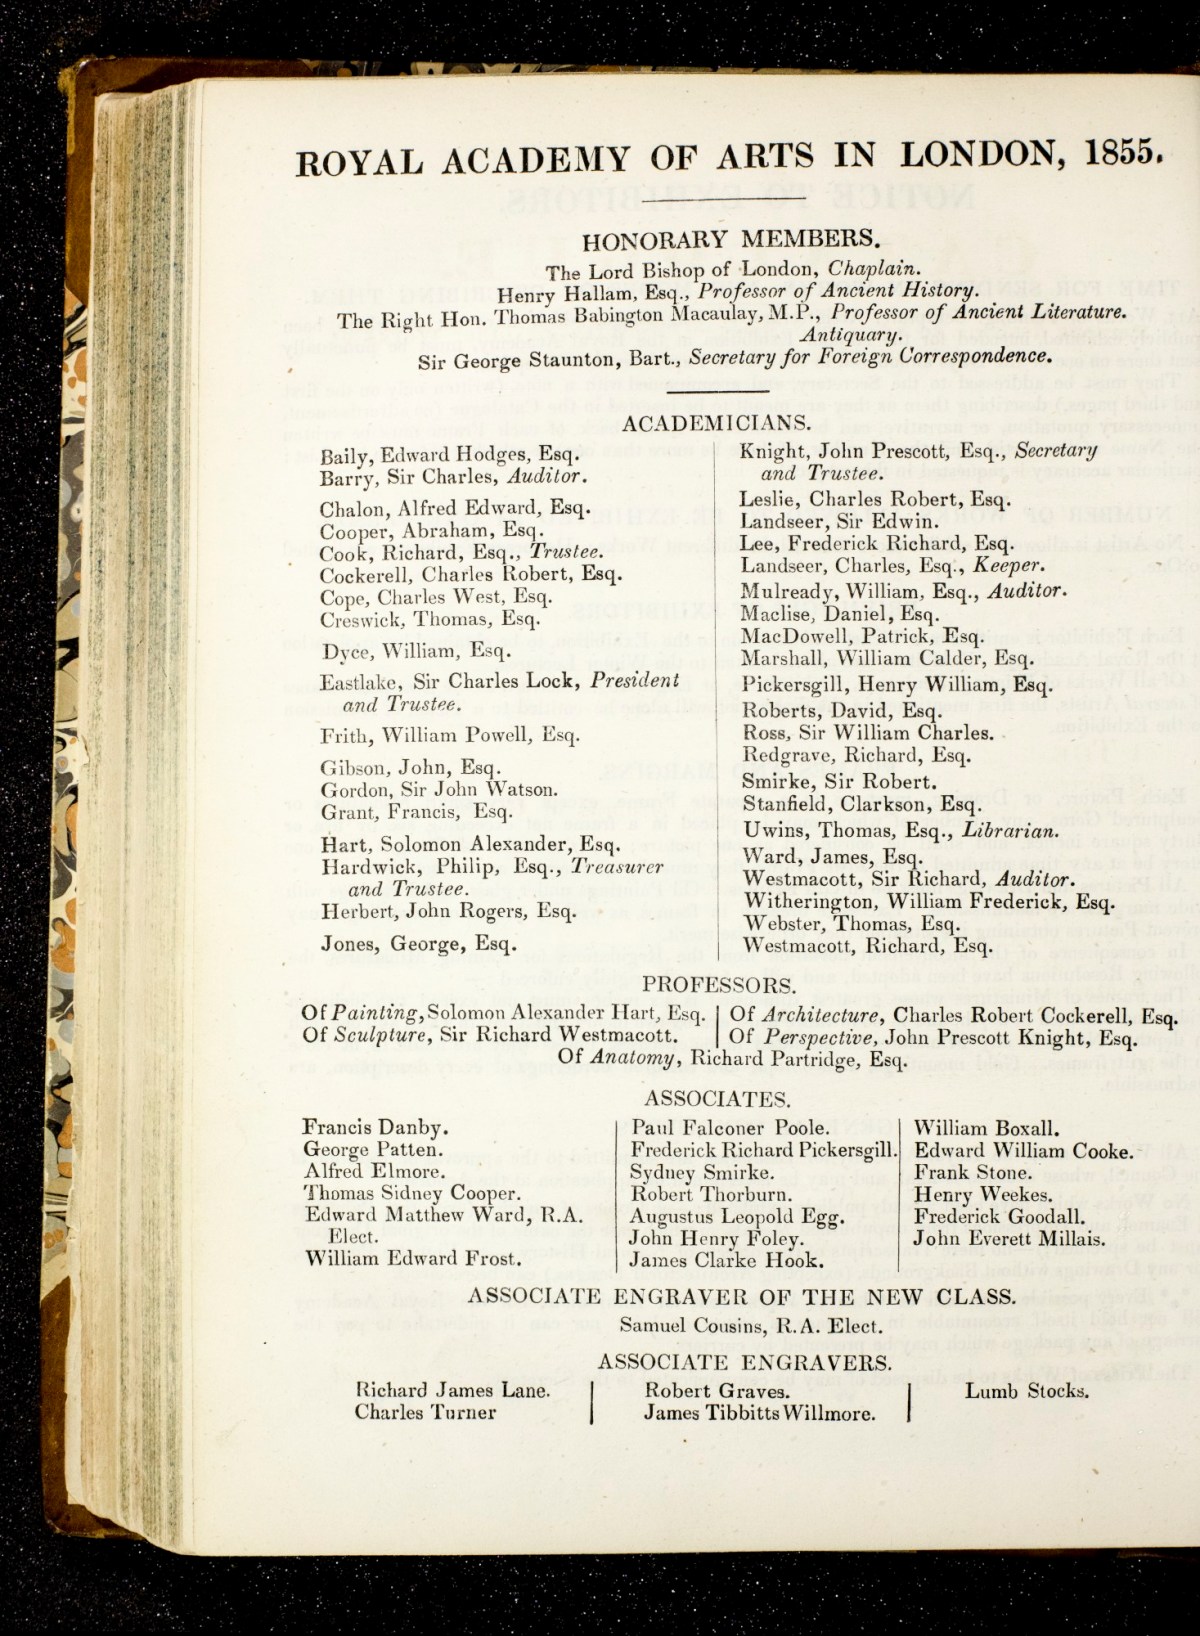 ROYAL ACADEMY OF ARTS IN LONDON, 1855.
HONORARY MEMBERS.
The Lord Bishop of London, Chaplain.
Henry Hallam, Esq., Professor of Ancient History.
The Right Hon. Thomas Babington Macaulay, M.P., Professor of Ancient Literature.
Antiquary.
Sir George Staunton, Bart., Secretary for Foreign Correspondence.
ACADEMICIANS.
Baily, Edward Hodges, Esq.
Barry, Sir Charles, Auditor.
Chalon, Alfred Edward, Esq.
Cooper, Abraham, Esq.
Cook, Richard, Esq., Trustee.
Cockerell, Charles Robert, Esq.
Cope, Charles West, Esq.
Creswick, Thomas, Esq.
Dyce, William, Esq.
Eastlake, Sir Charles Lock, President
and Trustee.
Frith, William Powell, Esq.
Gibson, John, Esq.
Gordon, Sir John Watson.
Grant, Francis, Esq.
Hart, Solomon Alexander, Esq.
Hardwick, Philip, Esq., Treasurer
and Trustee.
Herbert, John Rogers, Esq.
Jones, George, Esq.
Knight, John Prescott, Esq., Secretary
and Trustee.
Leslie, Charles Robert, Esq.
Landseer, Sir Edwin.
Lee, Frederick Richard, Esq.
Landseer, Charles, Esq., Keeper.
Mulready, William, Esq., Auditor.
Maclise, Daniel, Esq.
MacDowell, Patrick, Esq.
Marshall, William Calder, Esq.
Pickersgill, Henry William, Esq.
Roberts, David, Esq.
Ross, Sir William Charles.
Redgrave, Richard, Esq.
Smirke, Sir Robert.
Stanfield, Clarkson, Esq.
Uwins, Thomas, Esq., Librarian.
Ward, James, Esq.
Westmacott, Sir Richard, Auditor.
Witherington, William Frederick, Esq.
Webster, Thomas, Esq.
Westmacott, Richard, Esq.
PROFESSORS.
Of Painting, Solomon Alexander Hart, Esq.
Of Sculpture, Sir Richard Westmacott.
Of Architecture, Charles Robert Cockerell, Esq.
Of Perspective, John Prescott Knight, Esq.
Of Anatomy, Richard Partridge, Esq.
ASSOCIATES.
Francis Danby.
George Patten.
Alfred Elmore.
Thomas Sidney Cooper.
Edward Matthew Ward, R.A.
Elect.
William Edward Frost.
Paul Falconer Poole.
Frederick Richard Pickersgill.
Sydney Smirke.
Robert Thorburn.
Augustus Leopold Egg.
John Henry Foley.
James Clarke Hook.
William Boxall.
Edward William Cooke.
Frank Stone.
Henry Weekes.
Frederick Goodall.
John Everett Millais.
ASSOCIATE ENGRAVER OF THE NEW CLASS.
Samuel Cousins, R.A. Elect.
ASSOCIATE ENGRAVERS.
Richard James Lane.
Charles Turner
Robert Graves.
James Tibbitts Willmore.
Lumb Stocks.